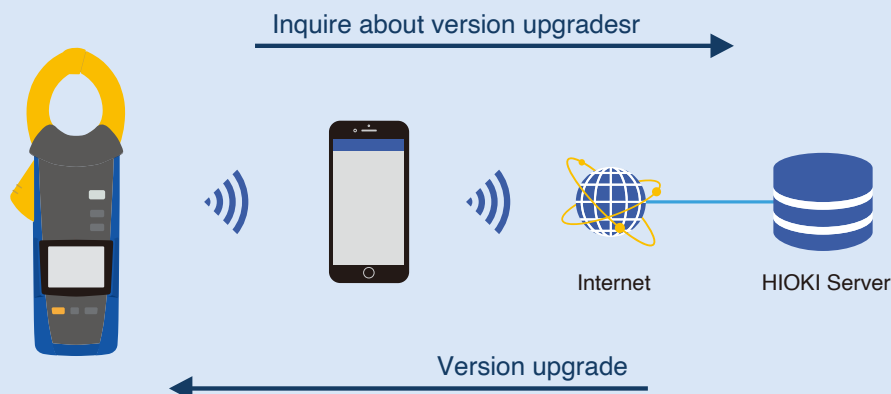 Inquire about version upgradesr
Internet
HIOKI Server
Version upgrade